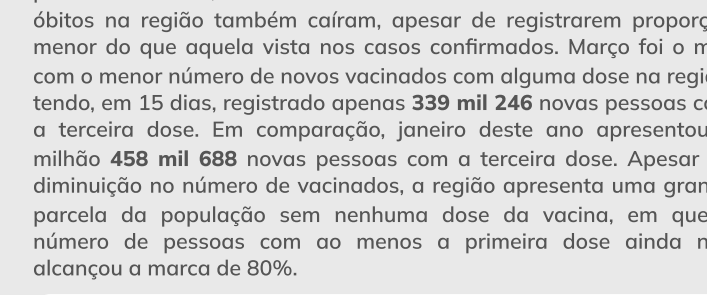 óbitos na região também caíram, apesar de registrarem
menor do que aquela vista nos casos confirmados. Março foi o
com o menor número de novos vacinados com alguma dose na
tendo, em 15 dias, registrado apenas 339 mil 246 novas pessoas
a terceira dose. Em comparação, janeiro deste ano apresentou
milhão 458 mil 688 novas pessoas com a terceira dose. Apesar
diminuição no número de vacinados, a região apresenta uma
parcela da população sem nenhuma dose da vacina, em que
número de pessoas com ao menos a primeira dose ainda
alcançou a marca de 80%.